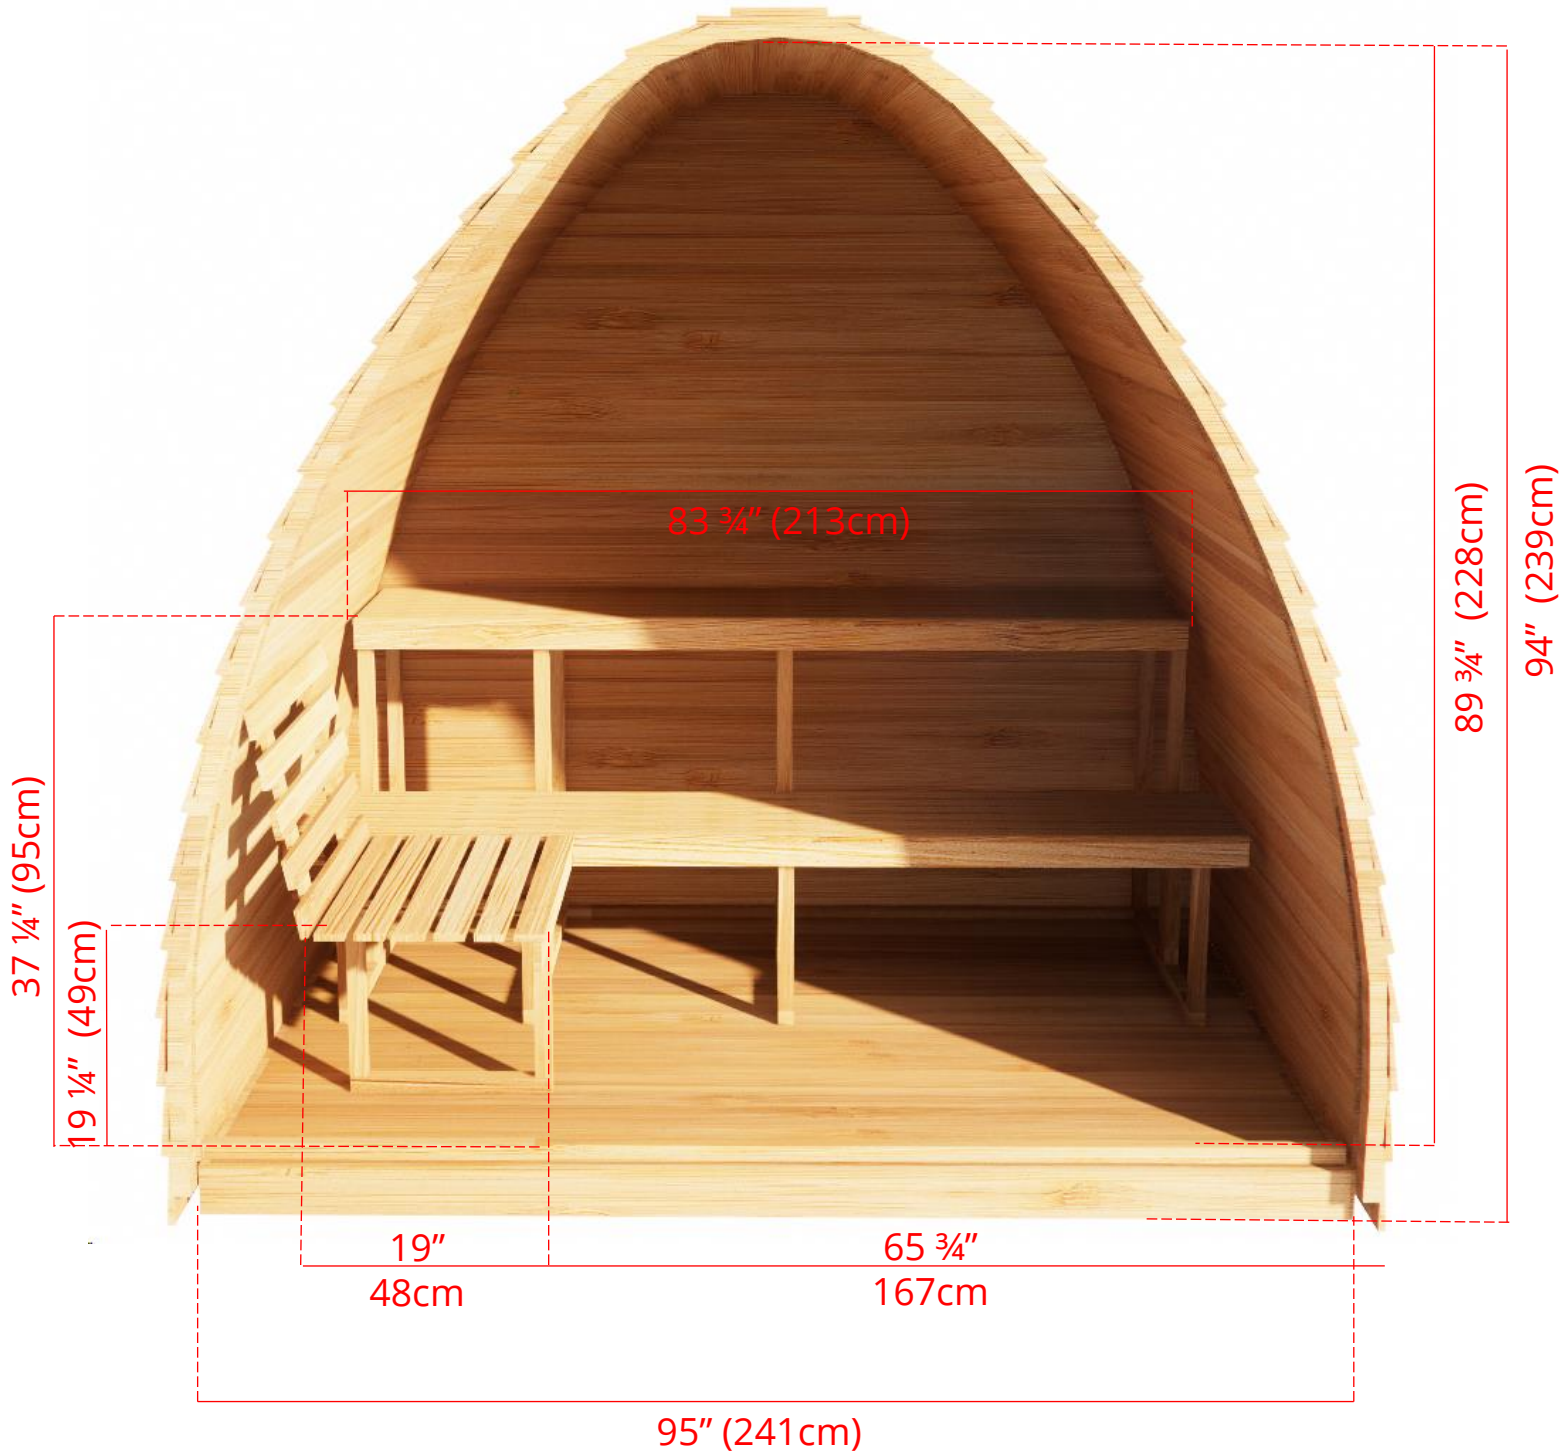 83 ¾” (213cm)
89 ¾” (228cm)
94” (239cm)
37 ¼” (95cm)
19 ¼” (49cm)
19”
48cm
65 ¾”
167cm
95” (241cm)